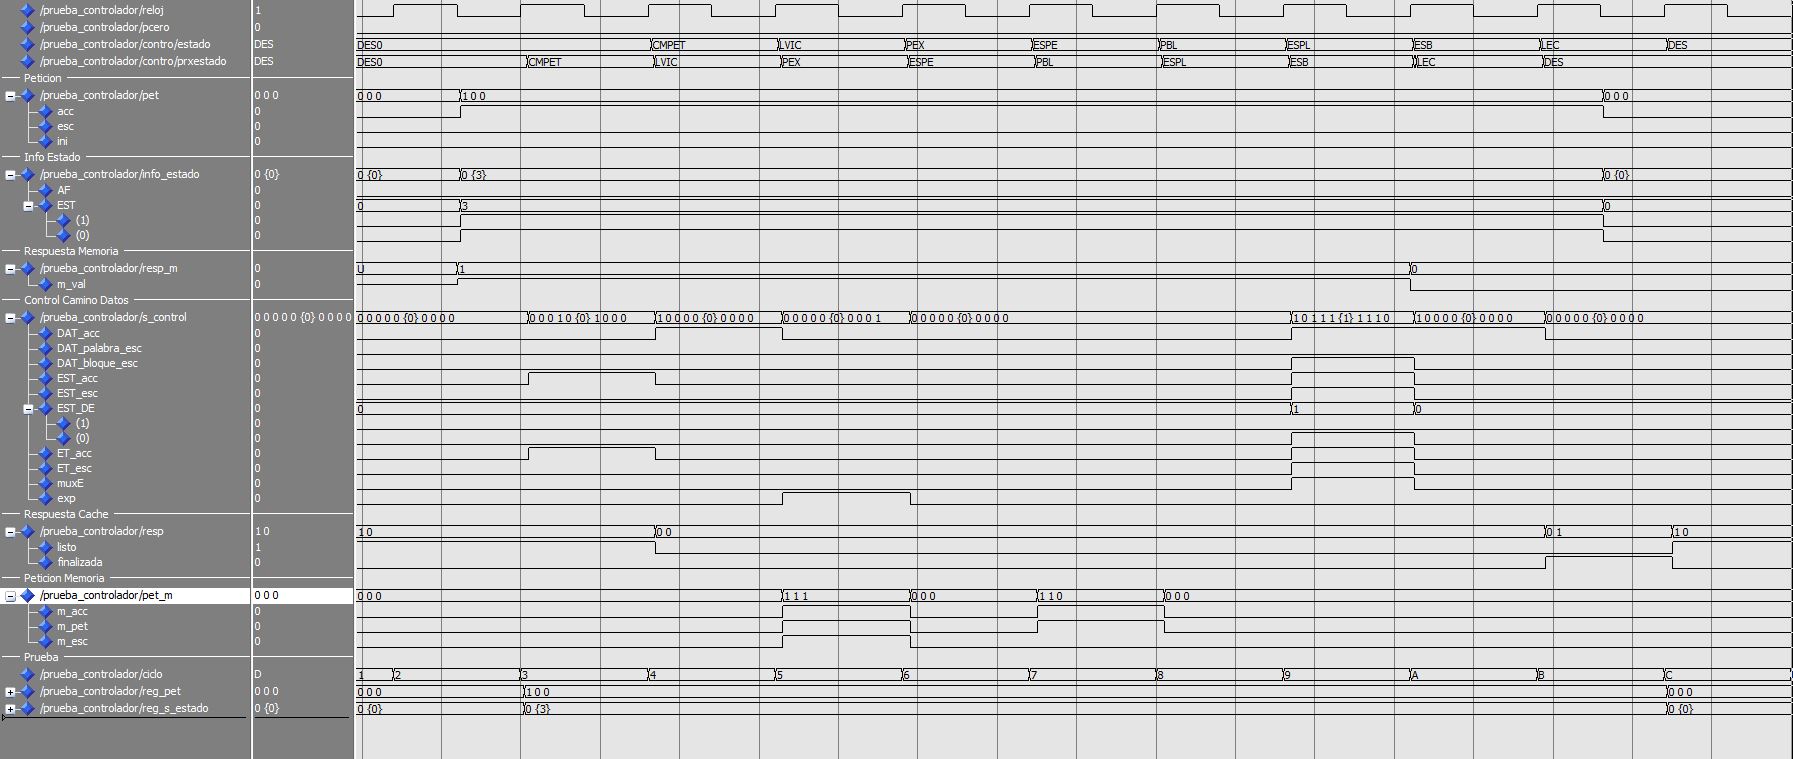 /prueba_controlador/reloj 1
/prueba_controlador/pcero 0
/prueba_controlador/contro/estado DES DES0 CMPET LVIC PEX ESPE PBL ESPL ESB LEC DES
/prueba_controlador/contro/prxestado DES DES0 CMPET LVIC PEX ESPE PBL ESPL ESB LEC DES
Peticion
/prueba_controlador/pet 0 0 0 0 0 0 1 0 0 0 0 0
acc 0
esc 0
ini 0
Info Estado
/prueba_controlador/info_estado 0 {0} 0 {0} 0 {3} 0 {0}
AF 0
EST 0 0 3 0
(1) 0
(0) 0
Respuesta Memoria
/prueba_controlador/resp_m 0 U 1 0
m_val 0
Control Camino Datos
/prueba_controlador/s_control 0 0 0 0 0 {0} 0 0 0 0 0 0 0 0 0 {0} 0 0 0 0 0 0 0 1 0 {0} 1 0 0 0 1 0 0 0 0 {0} 0 0 0 0 0 0 0 0 0 {0} 0 0 0 1 0 0 0 0 0 {0} 0 0 0 0 1 0 1 1 1 {1} 1 1 1 0 1 0 0 0 0 {0} 0 0 0 0 0 0 0 0 0 {0} 0 0 0 0
DAT_acc 0
DAT_palabra_esc 0
DAT_bloque_esc 0
EST_acc 0
EST_esc 0
EST_DE 0 0 1 0
(1) 0
(0) 0
ET_acc 0
ET_esc 0
muxE 0
exp 0
Respuesta Cache
/prueba_controlador/resp 1 0 1 0 0 0 0 1 1 0
listo 1
finalizada 0
Peticion Memoria
/prueba_controlador/pet_m 0 0 0 0 0 0 1 1 1 0 0 0 1 1 0 0 0 0
m_acc 0
m_pet 0
m_esc 0
Prueba
/prueba_controlador/ciclo D 1 2 3 4 5 6 7 8 9 A B C
/prueba_controlador/reg_pet 0 0 0 0 0 0 1 0 0 0 0 0
/prueba_controlador/reg_s_estado 0 {0} 0 {0} 0 {3} 0 {0}